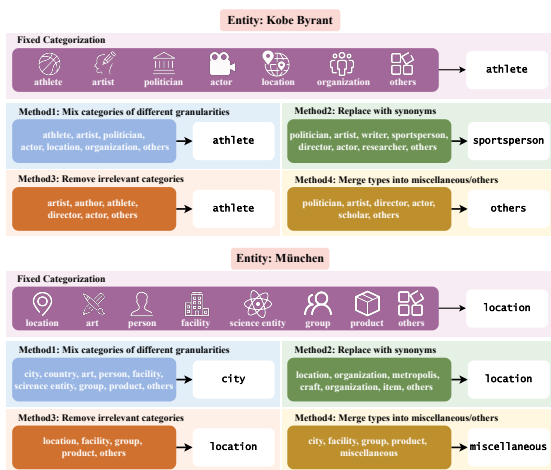 Entity: Kobe Byrant
Fixed Categorization
athlete
artist
politician
actor
location
organization
others
athlete
Method1: Mix categories of different granularities
athlete, artist, politician,
actor, location, organization, others
athlete
Method2: Replace with synonyms
politician, artist, writer, sportsperson,
director, actor, researcher, others
sportsperson
Method3: Remove irrelevant categories
artist, author, athlete,
director, actor, others
athlete
Method4: Merge types into miscellaneous/others
politician, artist, director, actor,
scholar, others
others
Entity: München
Fixed Categorization
location
art
person
facility
science entity
group
product
others
location
Method1: Mix categories of different granularities
city, country, art, person, facility,
scirence entity, group, product, others
city
Method2: Replace with synonyms
location, organization, metropolis,
craft, organization, item, others
location
Method3: Remove irrelevant categories
location, facility, group,
product, others
location
Method4: Merge types into miscellaneous/others
city, facility, group, product,
miscellaneous
miscellaneous